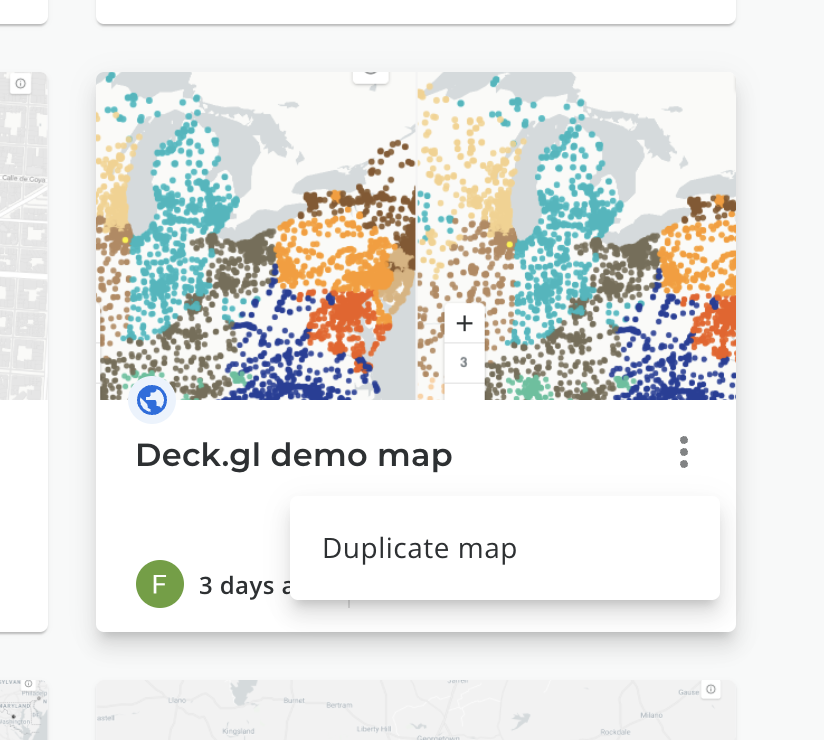 Calle de Goya
+
3
Deck.gl demo map
Duplicate map
F
3 days a
Llano
Burnet
Bertram
Milano
Kingsland
Liberty Hill
Georgetown
Rockdale